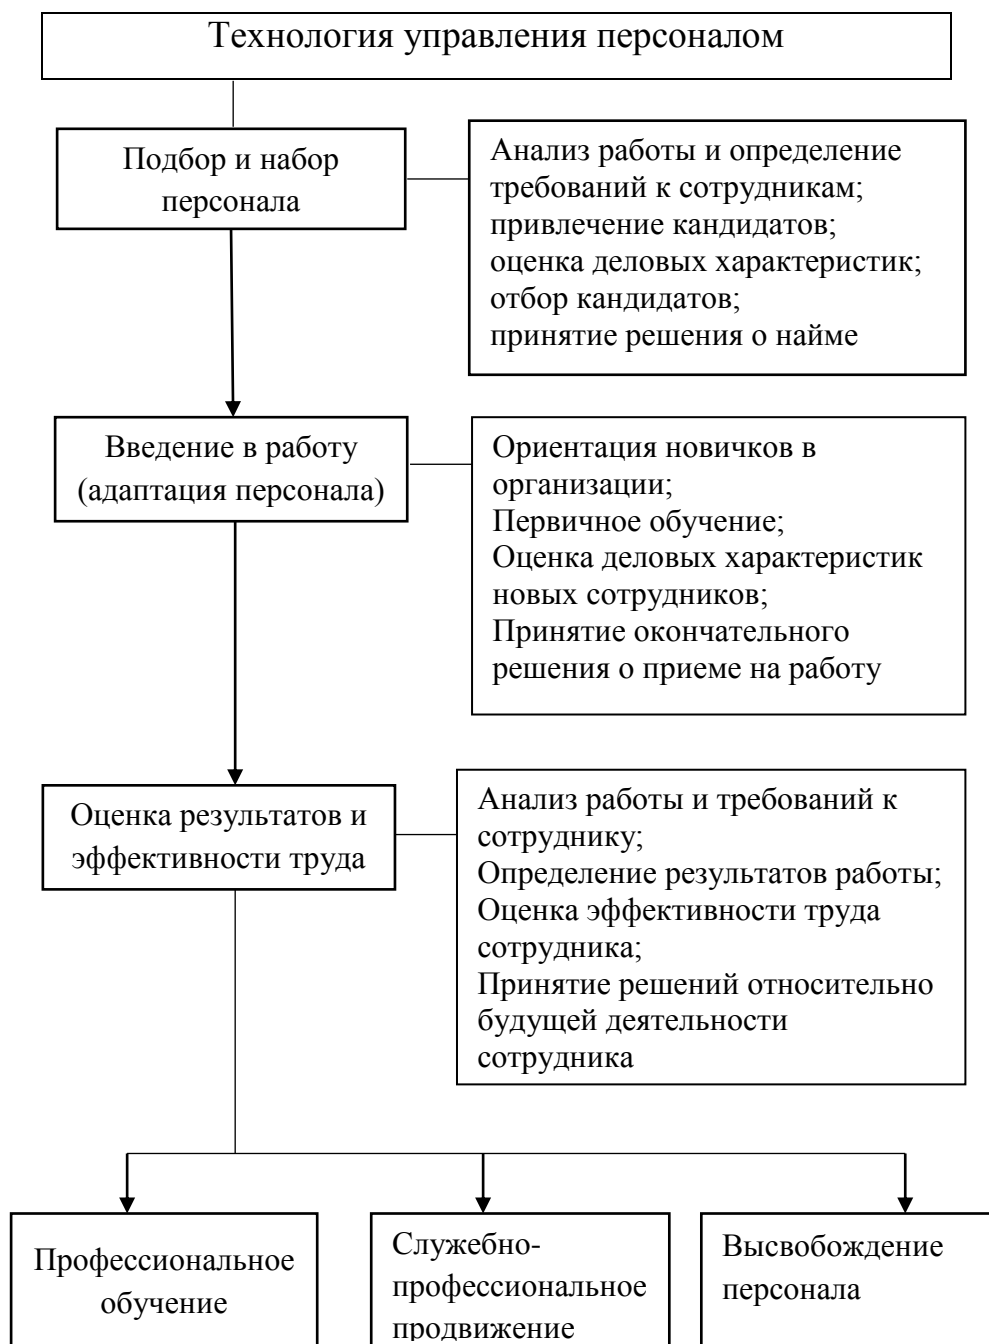 Технология управления персоналом
Подбор и набор
персонала
Анализ работы и определение
требований к сотрудникам;
привлечение кандидатов;
оценка деловых характеристик;
отбор кандидатов;
принятие решения о найме
Введение в работу
(адаптация персонала)
Ориентация новичков в
организации;
Первичное обучение;
Оценка деловых характеристик
новых сотрудников;
Принятие окончательного
решения о приеме на работу
Оценка результатов и
эффективности труда
Анализ работы и требований к
сотруднику;
Определение результатов работы;
Оценка эффективности труда
сотрудника;
Принятие решений относительно
будущей деятельности
сотрудника
Профессиональное
обучение
Служебно-
профессиональное
продвижение
Высвобождение
персонала